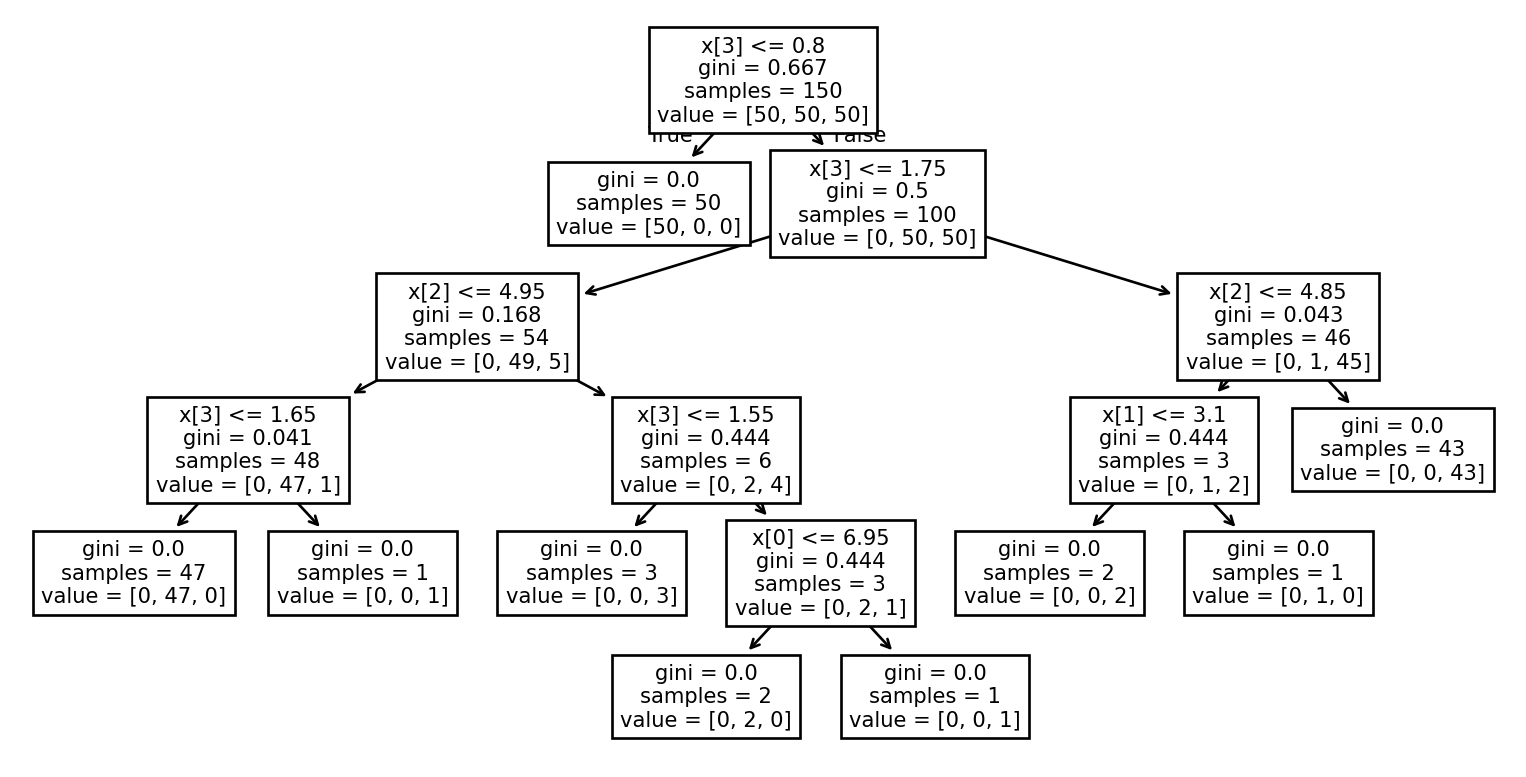 x[3] <= 0.8
gini = 0.667
samples = 150
value = [50, 50, 50]
True
False
gini = 0.0
samples = 50
value = [50, 0, 0]
x[3] <= 1.75
gini = 0.5
samples = 100
value = [0, 50, 50]
x[2] <= 4.95
gini = 0.168
samples = 54
value = [0, 49, 5]
x[2] <= 4.85
gini = 0.043
samples = 46
value = [0, 1, 45]
x[3] <= 1.65
gini = 0.041
samples = 48
value = [0, 47, 1]
x[3] <= 1.55
gini = 0.444
samples = 6
value = [0, 2, 4]
x[1] <= 3.1
gini = 0.444
samples = 3
value = [0, 1, 2]
gini = 0.0
samples = 43
value = [0, 0, 43]
gini = 0.0
samples = 47
value = [0, 47, 0]
gini = 0.0
samples = 1
value = [0, 0, 1]
gini = 0.0
samples = 3
value = [0, 0, 3]
x[0] <= 6.95
gini = 0.444
samples = 3
value = [0, 2, 1]
gini = 0.0
samples = 2
value = [0, 0, 2]
gini = 0.0
samples = 1
value = [0, 1, 0]
gini = 0.0
samples = 2
value = [0, 2, 0]
gini = 0.0
samples = 1
value = [0, 0, 1]